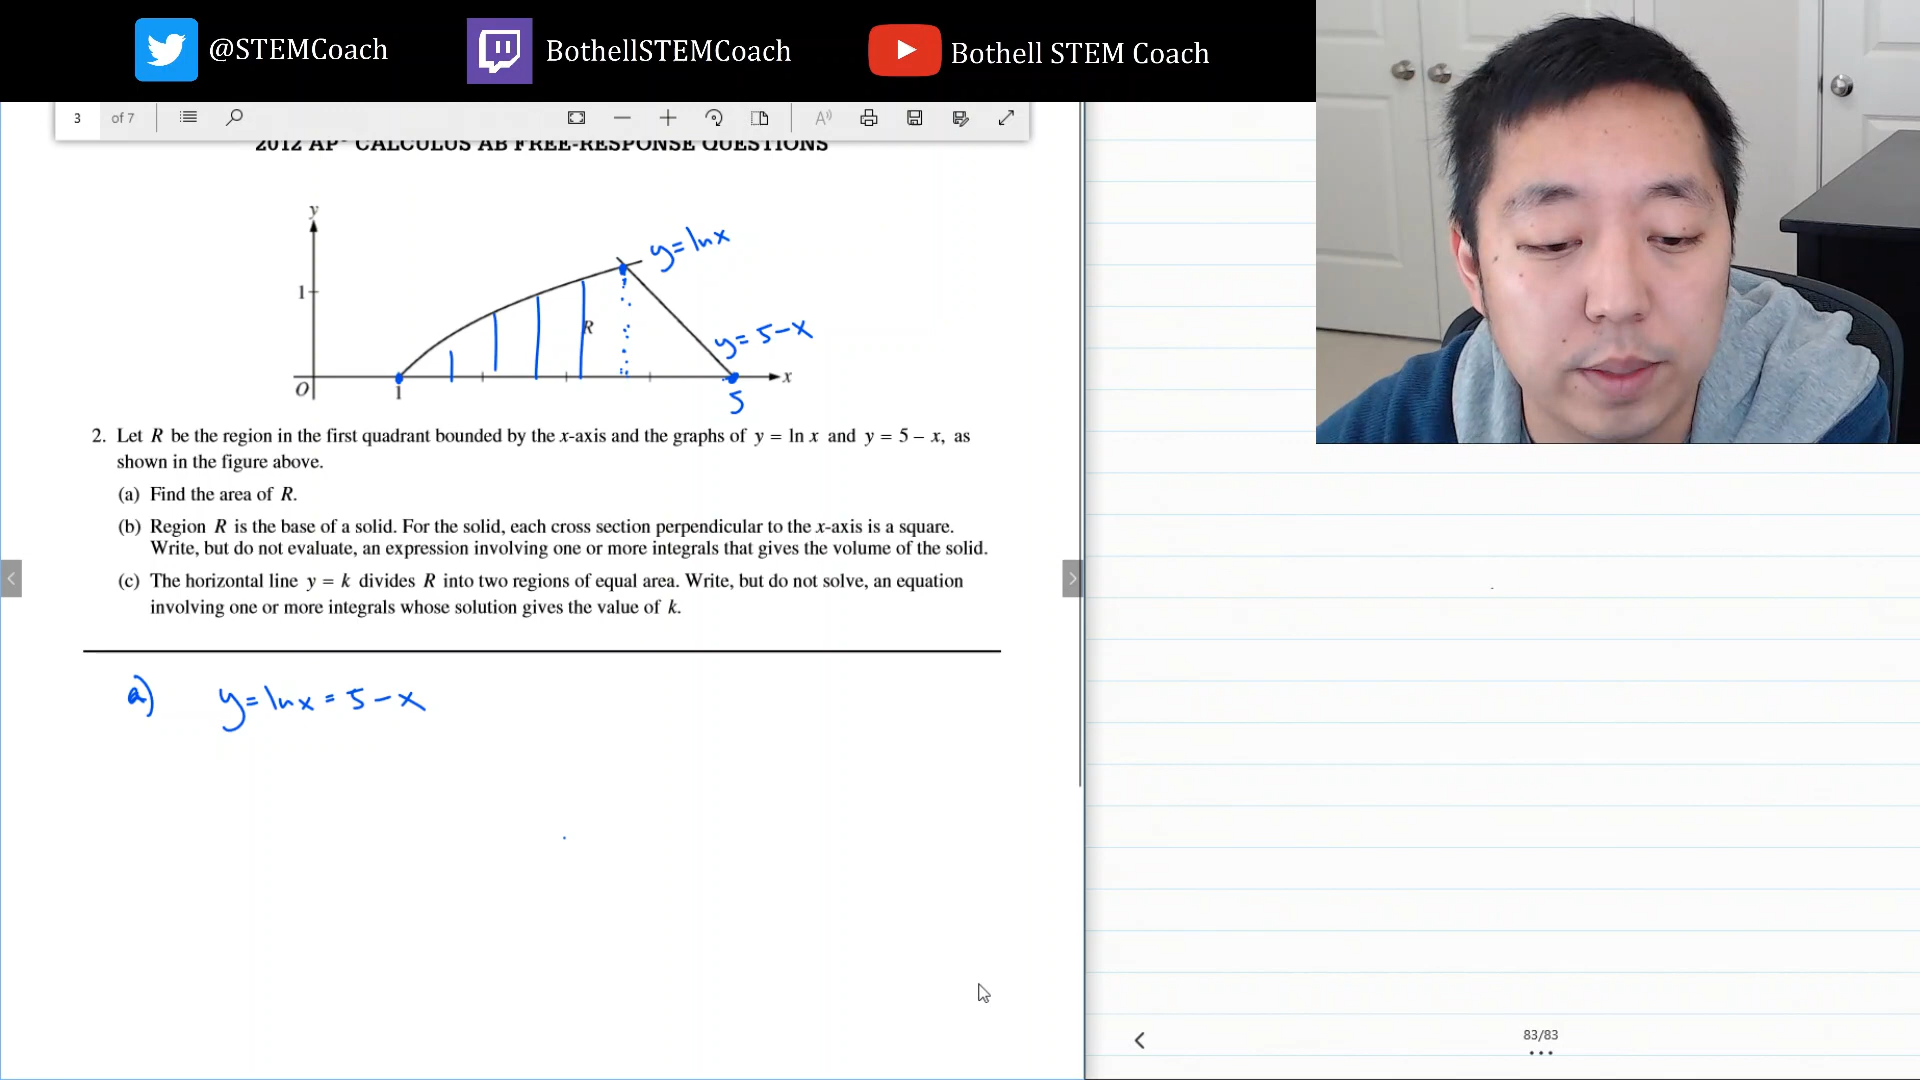 @STEMCoach BothellSTEMCoach Bothell STEM Coach
3 of 7
2012 AP® CALCULUS AB FREE-RESPONSE QUESTIONS
y
y=lnx
1
R
y=5-x
O 1 x
5
2. Let R be the region in the first quadrant bounded by the x-axis and the graphs of y = ln x and y = 5 – x, as
shown in the figure above.
(a) Find the area of R.
(b) Region R is the base of a solid. For the solid, each cross section perpendicular to the x-axis is a square.
Write, but do not evaluate, an expression involving one or more integrals that gives the volume of the solid.
(c) The horizontal line y = k divides R into two regions of equal area. Write, but do not solve, an equation
involving one or more integrals whose solution gives the value of k.
a) y=lnx=5-x
83/83